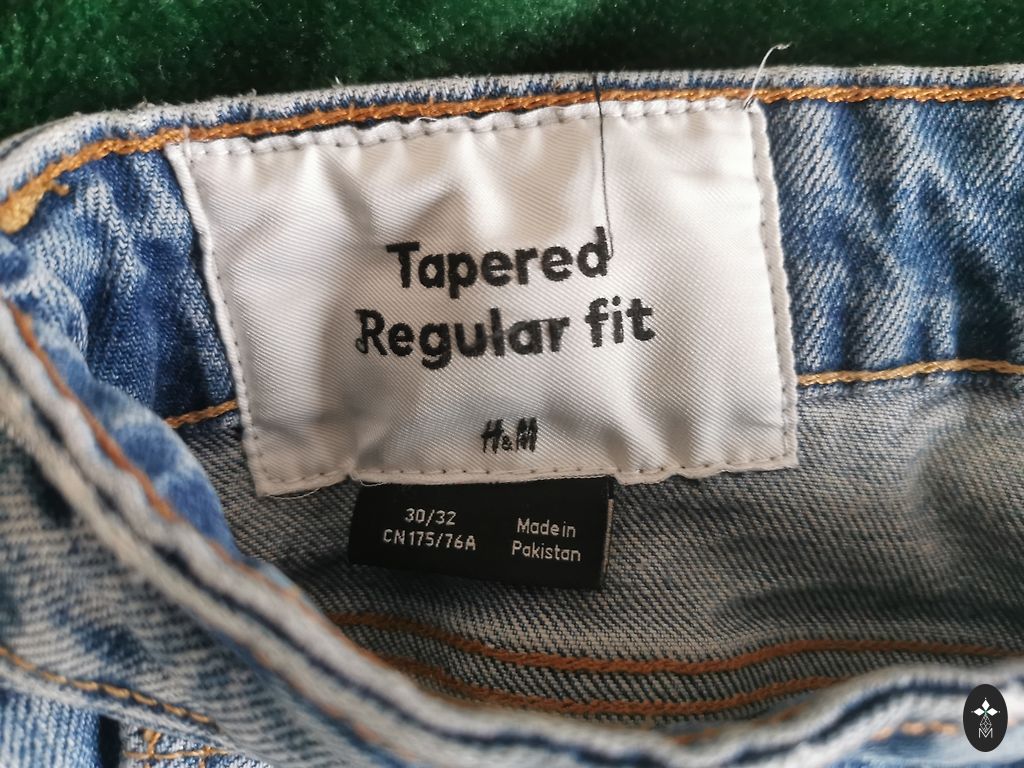 Tapered
Regular fit
H&M
30/32
CN175/76A
Made in
Pakistan
M